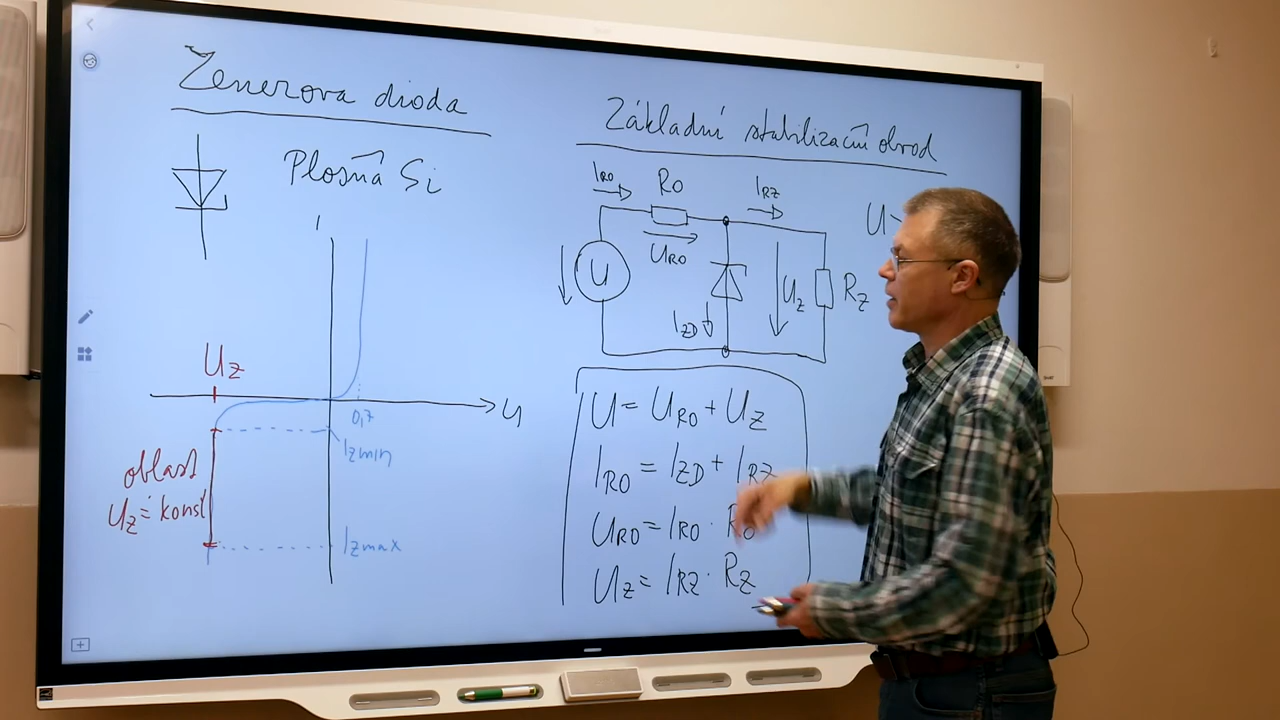 Zenerova dioda
Plošná Si
I
Uz
0,7
U
Izmin
oblast
Uz = konst
Izmax
Základní stabilizační obvod
IR0
R0
IRZ
U
UR0
U
IZD
Uz
Rz
U = UR0 + Uz
IR0 = IZD + IRZ
UR0 = IR0 · R0
Uz = IRZ · Rz